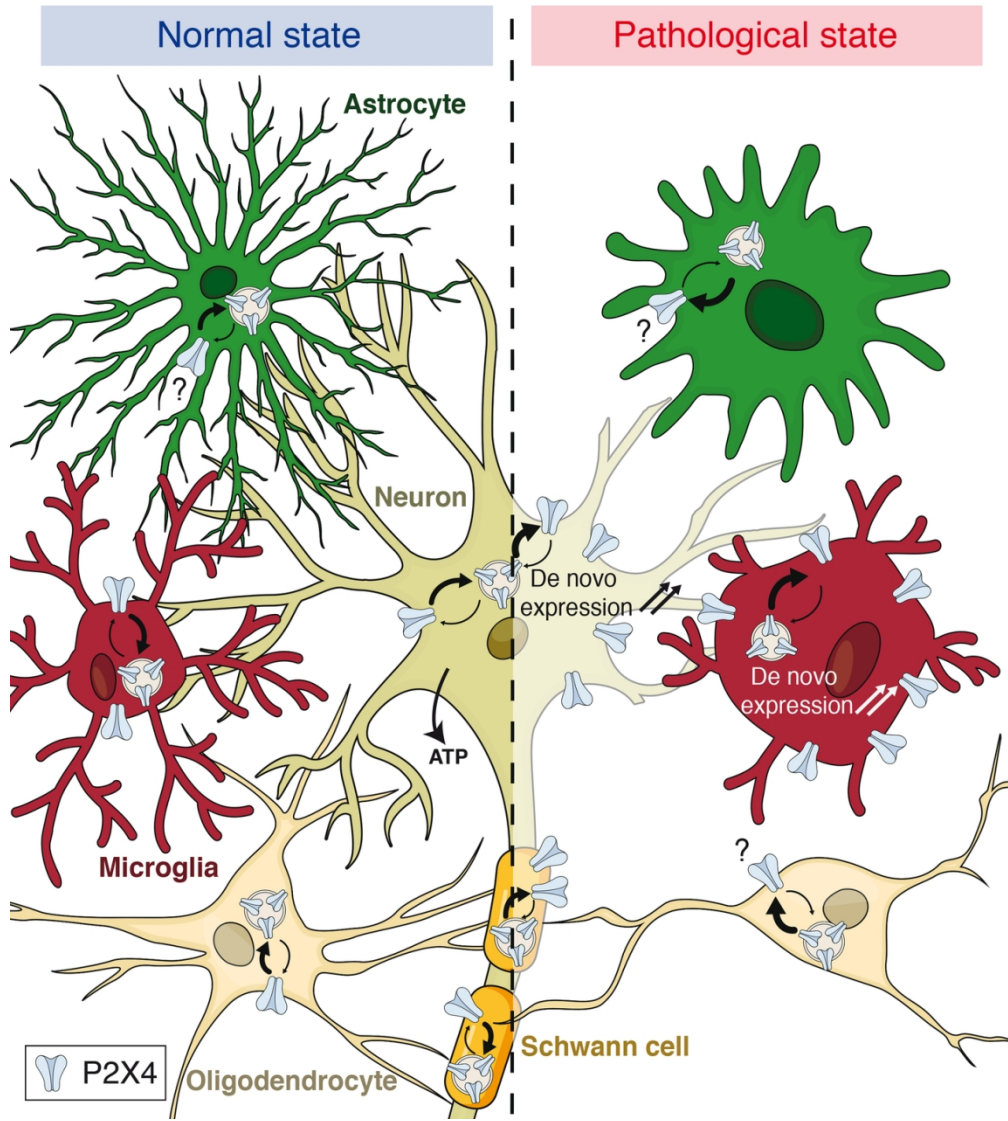 Normal state
Pathological state
Astrocyte
?
?
Neuron
De novo
expression
De novo
expression
ATP
Microglia
?
Schwann cell
Oligodendrocyte
P2X4